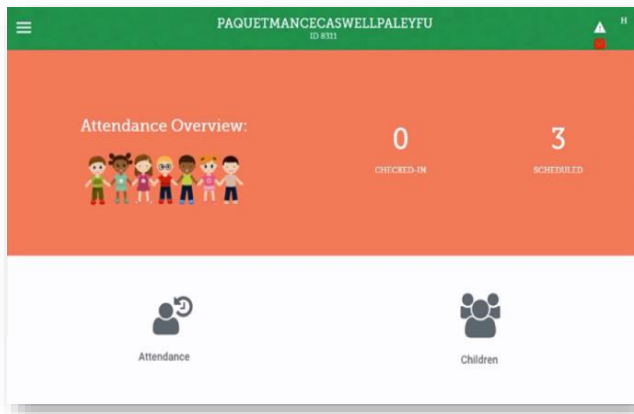 PAQUETMANCECASWELLPALEYFU
ID 8311
H
Attendance Overview:
0
CHECKED-IN
3
SCHEDULED
Attendance
Children